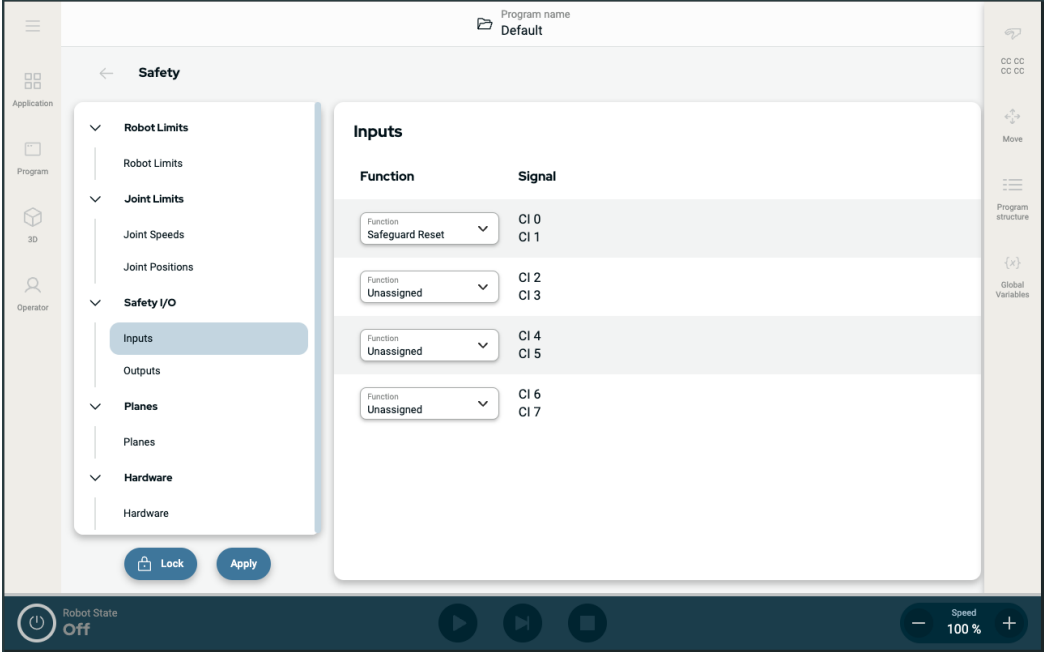 Program name
Default
Application
Program
3D
Operator
Safety
Robot Limits
Robot Limits
Joint Limits
Joint Speeds
Joint Positions
Safety I/O
Inputs
Outputs
Planes
Planes
Hardware
Hardware
Lock
Apply
Inputs
Function
Signal
Function
Safeguard Reset
CI 0
CI 1
Function
Unassigned
CI 2
CI 3
Function
Unassigned
CI 4
CI 5
Function
Unassigned
CI 6
CI 7
CC CC
CC CC
Move
Program
structure
{x}
Global
Variables
Robot State
Off
Speed
100 %